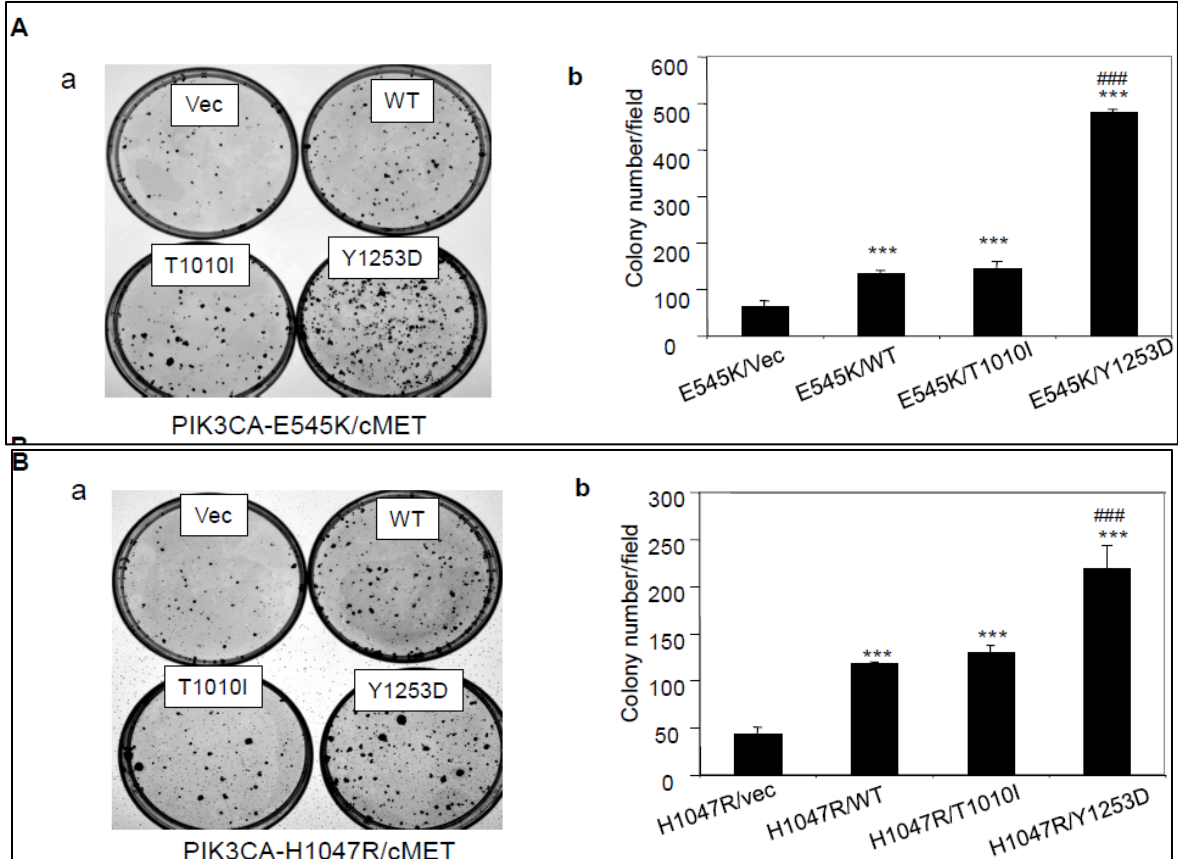 A
a
Vec
WT
T1010I
Y1253D
PIK3CA-E545K/cMET
b
Colony number/field
600
500
400
300
200
100
0
***
***
###
***
E545K/Vec
E545K/WT
E545K/T1010I
E545K/Y1253D
B
a
Vec
WT
T1010I
Y1253D
PIK3CA-H1047R/cMET
b
Colony number/field
300
250
200
150
100
50
0
***
***
###
***
H1047R/vec
H1047R/WT
H1047R/T1010I
H1047R/Y1253D